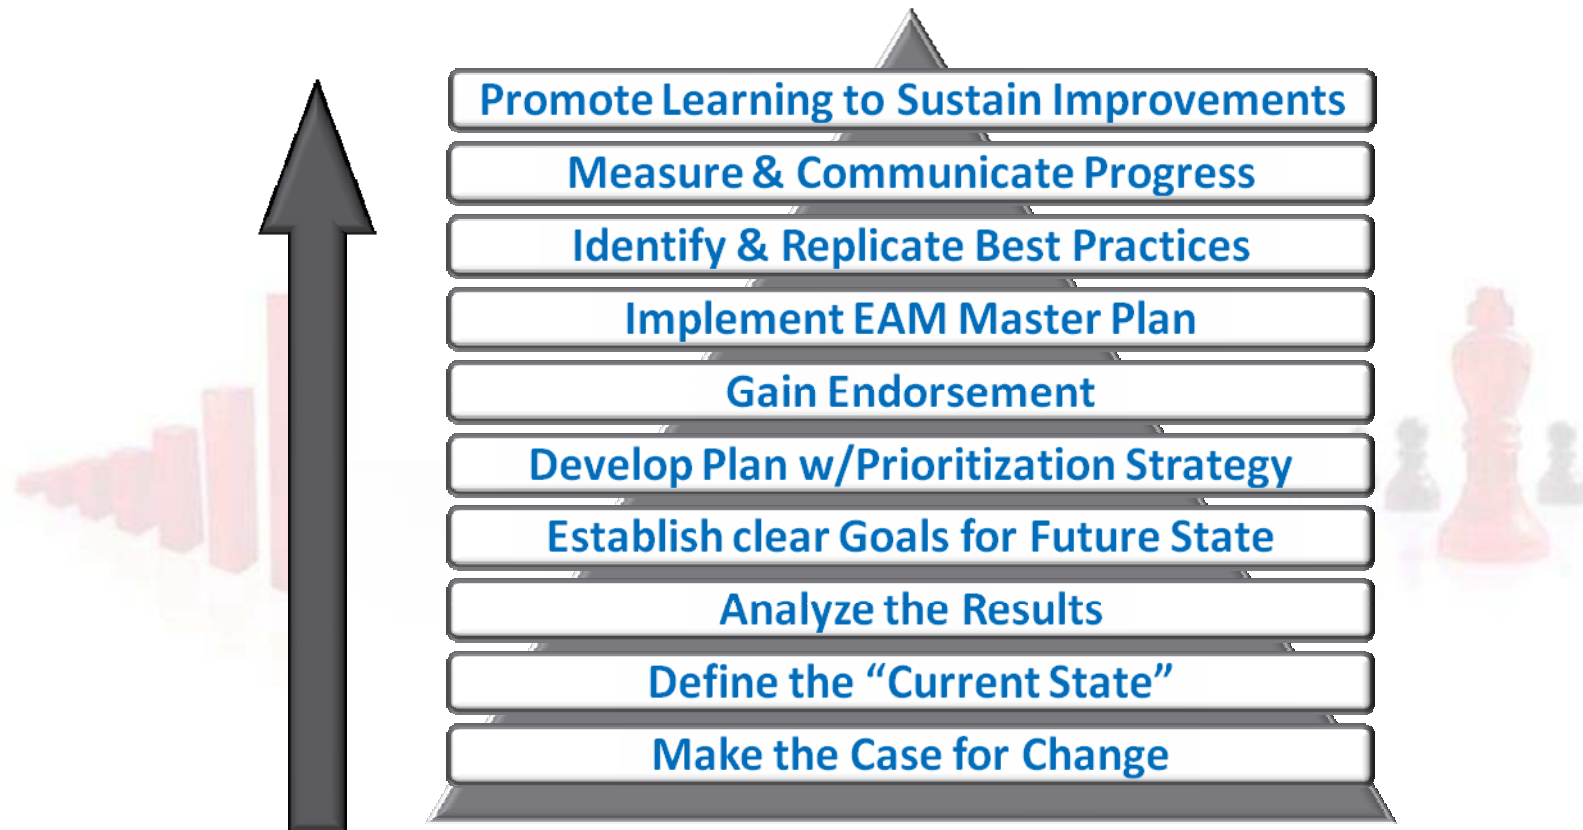 Promote Learning to Sustain Improvements
Measure & Communicate Progress
Identify & Replicate Best Practices
Implement EAM Master Plan
Gain Endorsement
Develop Plan w/Prioritization Strategy
Establish clear Goals for Future State
Analyze the Results
Define the “Current State”
Make the Case for Change